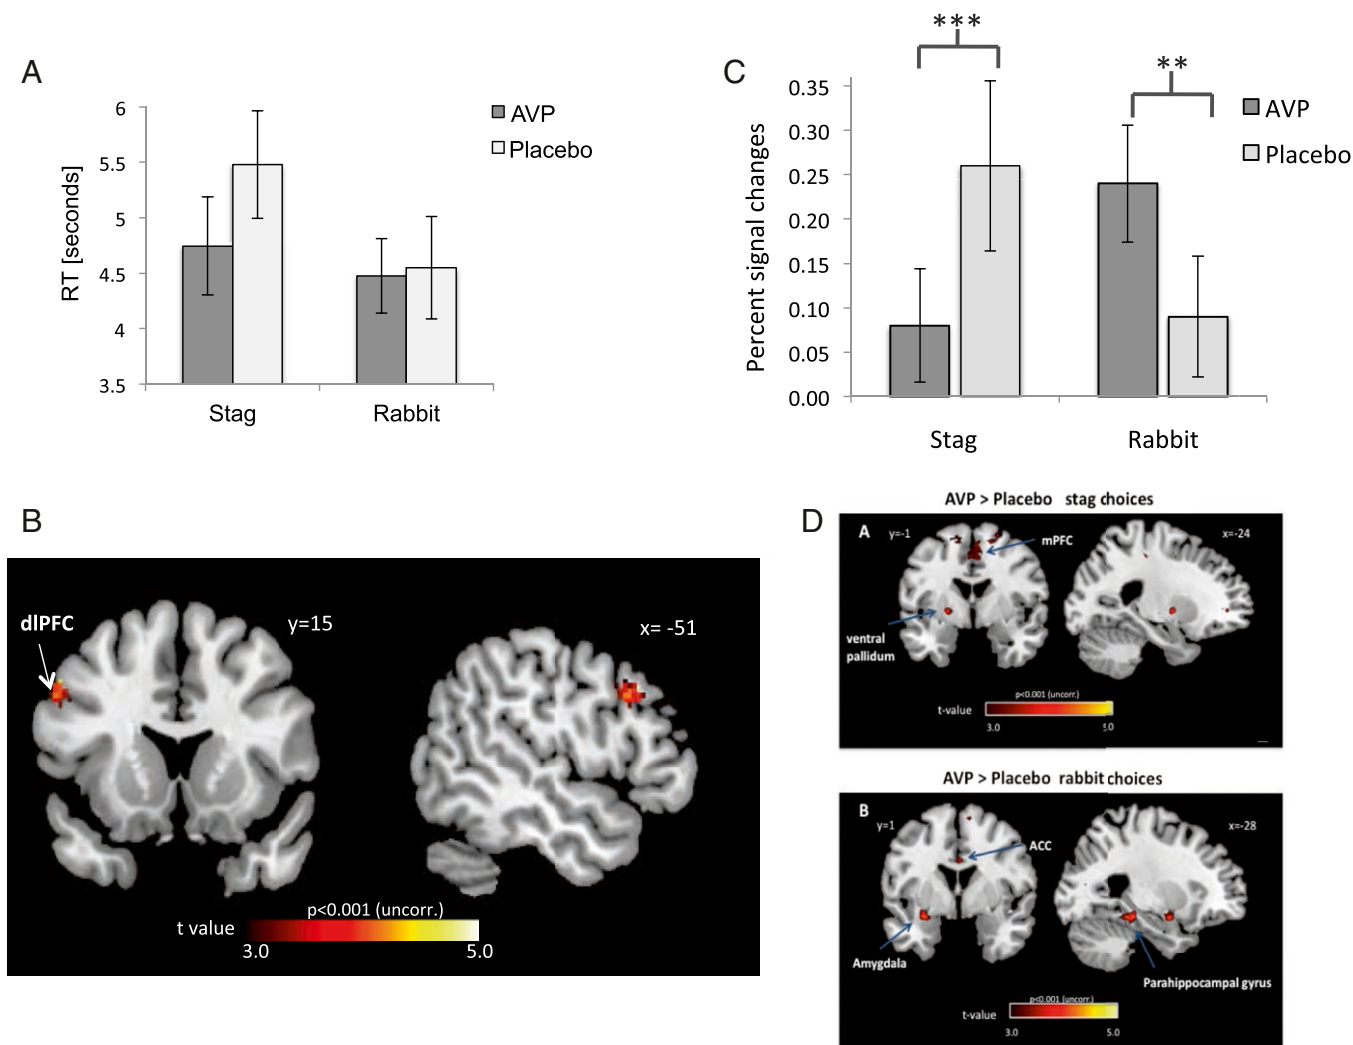 A
6
5.5
5
4.5
4
3.5
RT [seconds]
Stag
Rabbit
AVP
Placebo
C
***
**
0.35
0.30
0.25
0.20
0.15
0.10
0.05
0.00
Percent signal changes
Stag
Rabbit
AVP
Placebo
B
dlPFC
y=15
x= -51
p<0.001 (uncorr.)
t value
3.0
5.0
D
AVP > Placebo stag choices
A
y=-1
mPFC
x=-24
ventral
pallidum
p<0.001 (uncorr.)
t-value
3.0
5.0
AVP > Placebo rabbit choices
B
y=1
ACC
x=-28
Amygdala
Parahippocampal gyrus
p<0.001 (uncorr.)
t-value
3.0
5.0